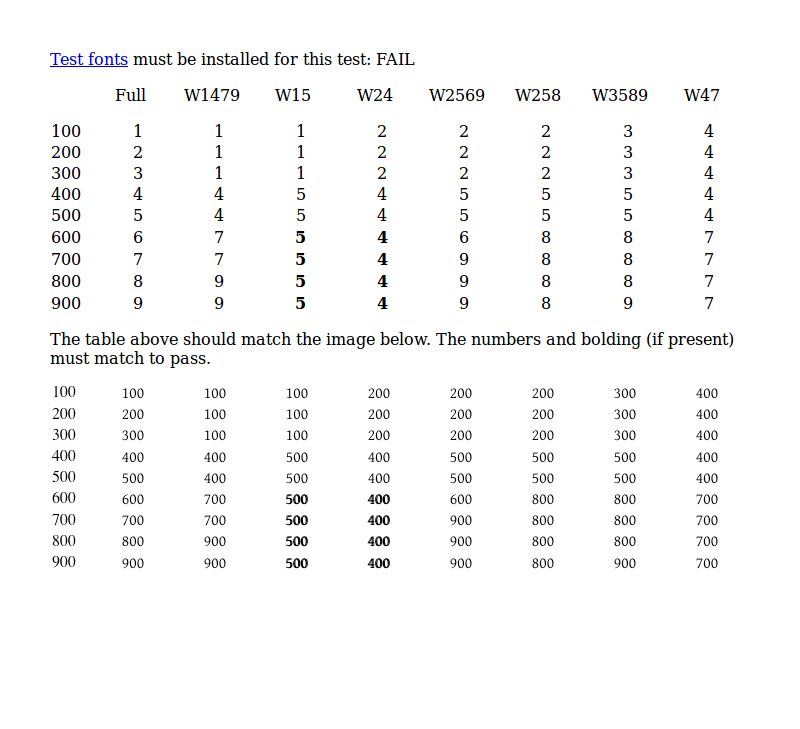 Test fonts must be installed for this test: FAIL
Full W1479 W15 W24 W2569 W258 W3589 W47
100 1 1 1 2 2 2 3 4
200 2 1 1 2 2 2 3 4
300 3 1 1 2 2 2 3 4
400 4 4 5 4 5 5 5 4
500 5 4 5 4 5 5 5 4
600 6 7 5 4 6 8 8 7
700 7 7 5 4 9 8 8 7
800 8 9 5 4 9 8 8 7
900 9 9 5 4 9 8 9 7
The table above should match the image below. The numbers and bolding (if present)
must match to pass.
100 100 100 100 200 200 200 300 400
200 200 100 100 200 200 200 300 400
300 300 100 100 200 200 200 300 400
400 400 400 500 400 500 500 500 400
500 500 400 500 400 500 500 500 400
600 600 700 500 400 600 800 800 700
700 700 700 500 400 900 800 800 700
800 800 900 500 400 900 800 800 700
900 900 900 500 400 900 800 900 700